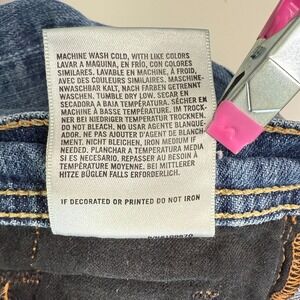 MACHINE WASH COLD, WITH LIKE COLORS
LAVAR A MAQUINA, EN FRÍO, CON COLORES
SIMILARES. LAVABLE EN MACHINE, À FROID,
AVEC DES COULEURS SIMILAIRES. MASCHINE-
NWASCHBAR KALT, NACH FARBEN GETRENNT
WASCHEN, TUMBLE DRY LOW. SECAR EN
SECADORA A BAJA TEMPERATURA. SÉCHER EN
MACHINE À BASSE TEMPÉRATURE. IM TROCK-
NER BEI NIEDRIGER TEMPERATUR TROCKNEN.
DO NOT BLEACH. NO USAR AGENTE BLANQUE-
ADOR. NE PAS AJOUTER D'AGENT DE BLANCH-
IMENT. NICHT BLEICHEN, IRON MEDIUM IF
NEEDED. PLANCHAR A TEMPERATURA MEDIA
SI ES NECESARIO. REPASSER AU BESOIN À
TEMPÉRATURE MOYENNE. BEI MITTLERER
HITZE BÜGLEN FALLS ERFORDERLICH.
IF DECORATED OR PRINTED DO NOT IRON